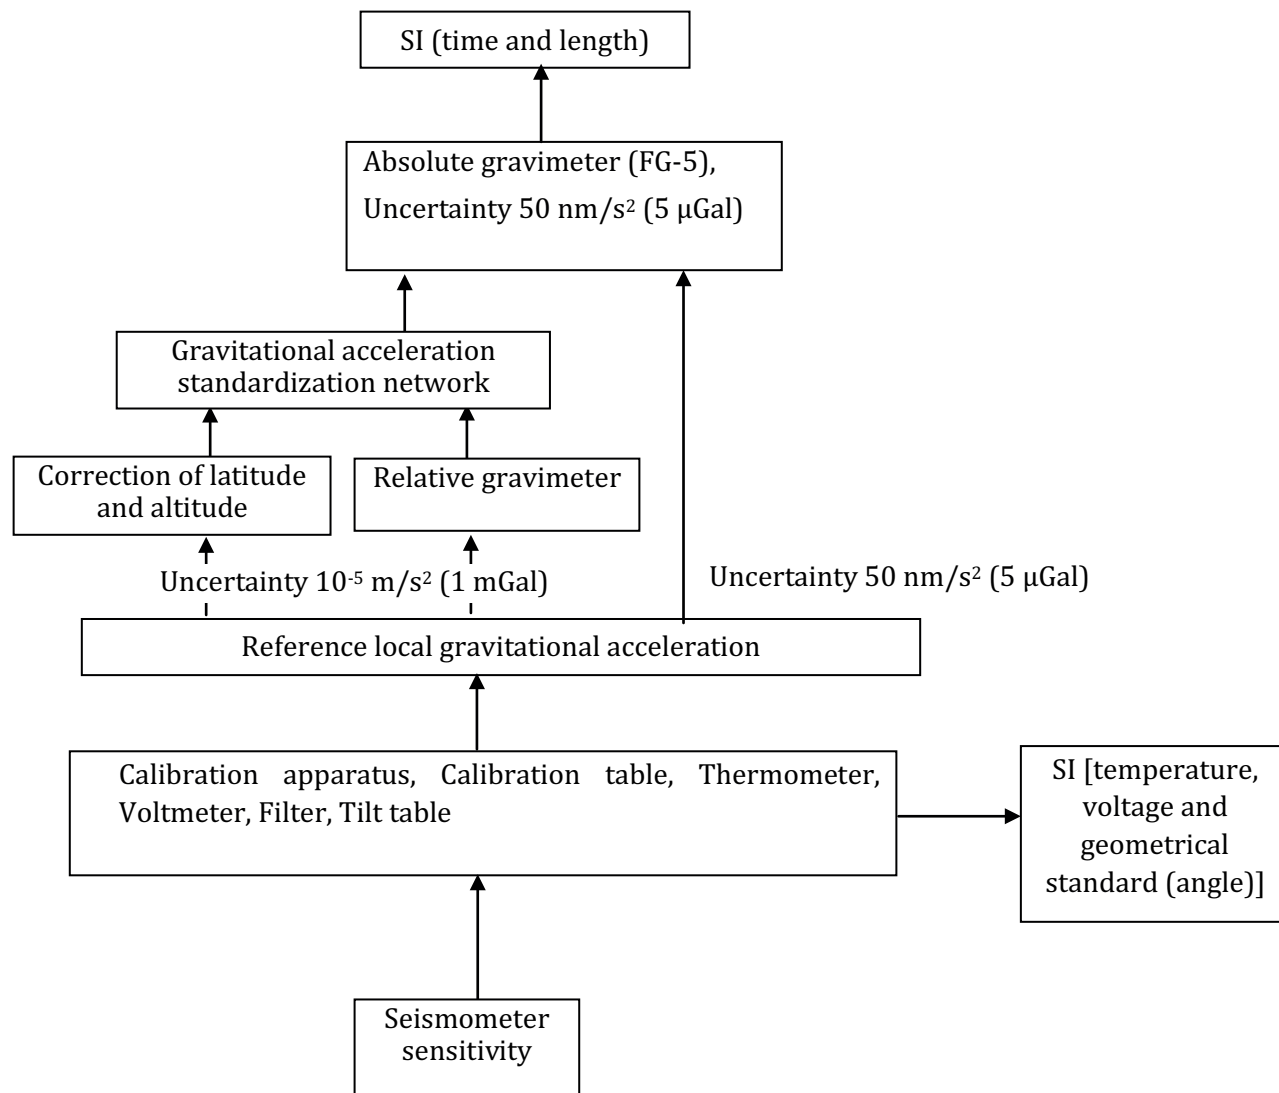 SI (time and length)
Absolute gravimeter (FG-5),
Uncertainty 50 nm/s² (5 μGal)
Gravitational acceleration
standardization network
Correction of latitude
and altitude
Relative gravimeter
Uncertainty 10⁻⁵ m/s² (1 mGal)
Uncertainty 50 nm/s² (5 μGal)
Reference local gravitational acceleration
Calibration apparatus, Calibration table, Thermometer,
Voltmeter, Filter, Tilt table
SI [temperature,
voltage and
geometrical
standard (angle)]
Seismometer
sensitivity